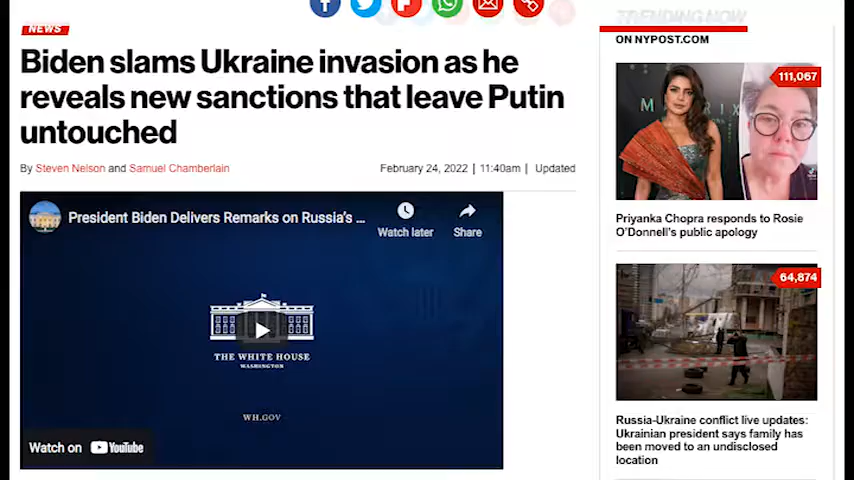 NEWS
Biden slams Ukraine invasion as he
reveals new sanctions that leave Putin
untouched
By Steven Nelson and Samuel Chamberlain
February 24, 2022 | 11:40am | Updated
President Biden Delivers Remarks on Russia's ...
Watch later
Share
THE WHITE HOUSE
WASHINGTON
WH.GOV
Watch on YouTube
TRENDING NOW
ON NYPOST.COM
111,067
Priyanka Chopra responds to Rosie
O'Donnell's public apology
64,874
Russia-Ukraine conflict live updates:
Ukrainian president says family has
been moved to an undisclosed
location